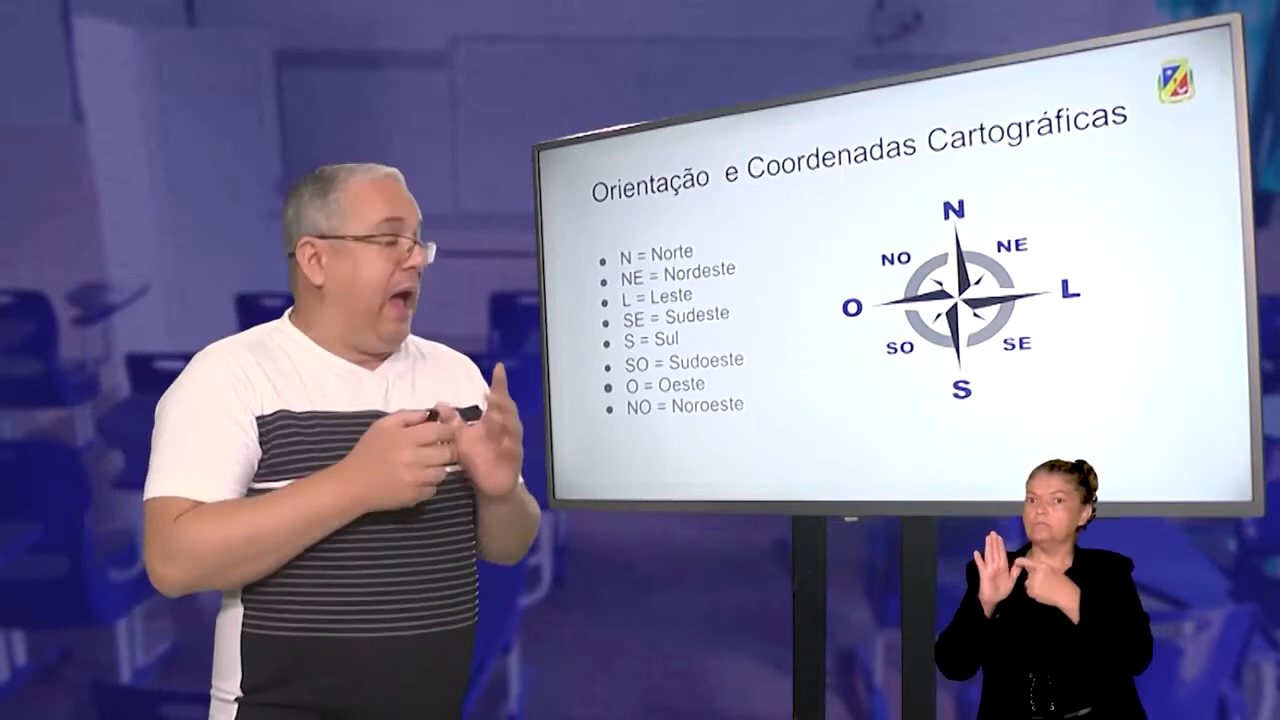 Orientação e Coordenadas Cartográficas
N = Norte
NE = Nordeste
L = Leste
SE = Sudeste
S = Sul
SO = Sudoeste
O = Oeste
NO = Noroeste
N
NO
NE
O
L
SO
SE
S